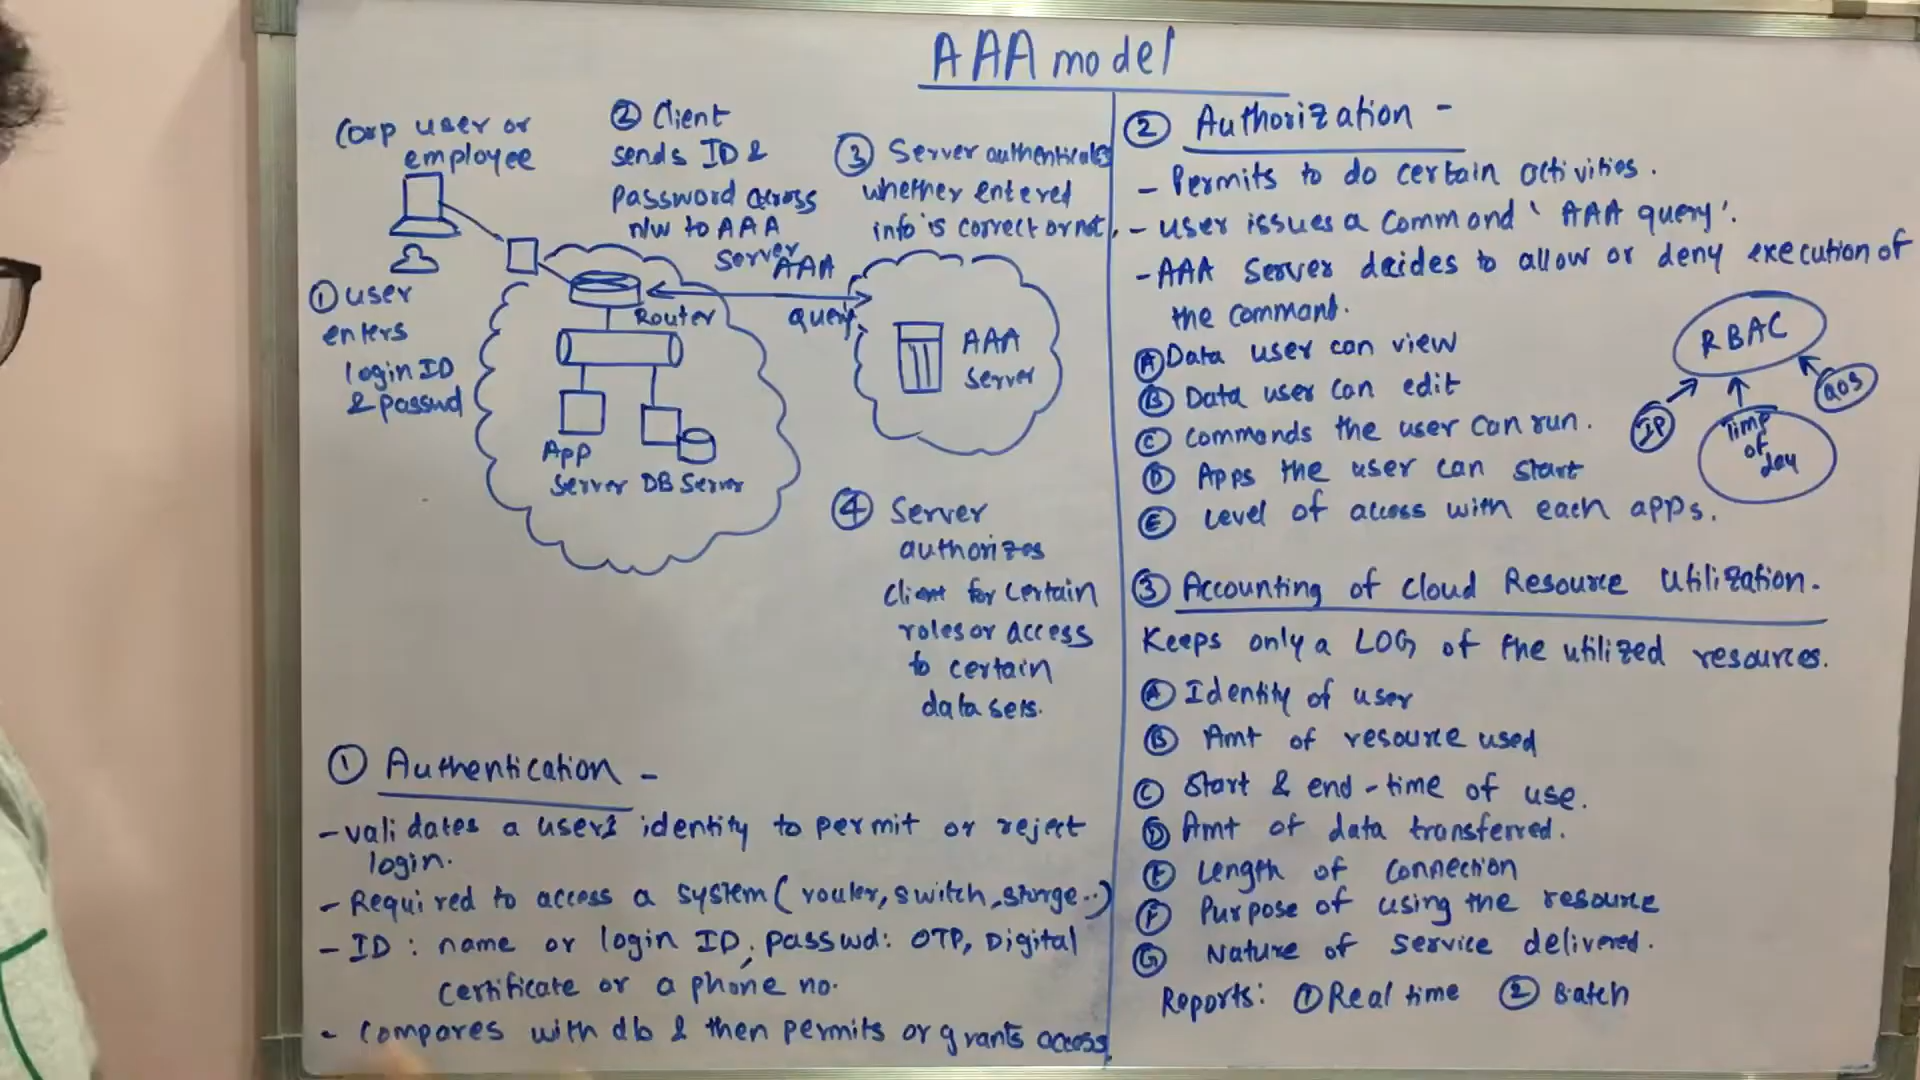 AAA model
Corp user or
employee
① user
enters
login ID
& passwd
② Client
sends ID &
password across
n/w to AAA
server
③ Server authenticates
whether entered
info is correct or not.
AAA
Query
Router
AAA
Server
App
Server
DB Server
④ Server
authorizes
client for certain
roles or access
to certain
data sets.
① Authentication -
- validates a users identity to permit or reject
login.
- Required to access a system (router, switch, storge..)
- ID : name or login ID; passwd: OTP, Digital
certificate or a phone no.
- Compares with db & then permits or grants access
② Authorization -
- Permits to do certain activities.
- user issues a command 'AAA query'.
- AAA Server decides to allow or deny execution of
the command.
Ⓐ Data user can view
Ⓑ Data user can edit
Ⓒ Commands the user can run.
Ⓓ Apps the user can start
Ⓔ Level of access with each apps.
RBAC
IP
Time
of
day
QOS
③ Accounting of Cloud Resource Utilization.
Keeps only a LOG of the utilized resources.
Ⓐ Identity of user
Ⓑ Amt of resource used
Ⓒ Start & end-time of use.
Ⓓ Amt of data transferred.
Ⓔ Length of connection
Ⓕ Purpose of using the resource
Ⓖ Nature of service delivered.
Reports: ① Real time ② Batch